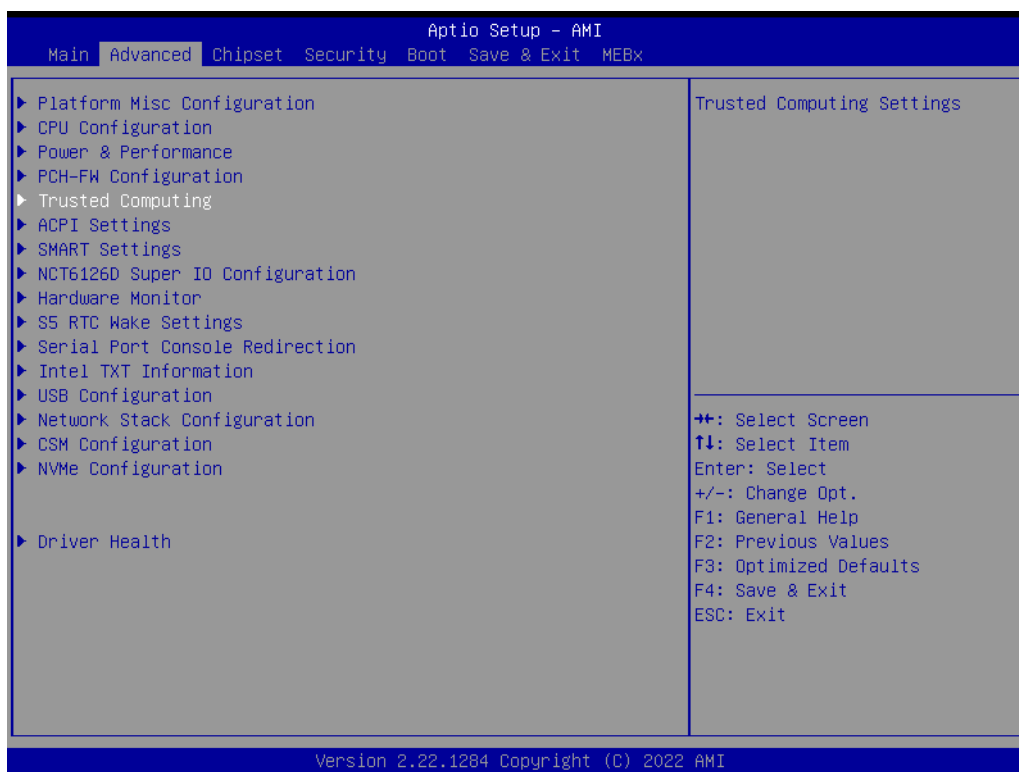 Aptio Setup - AMI
Main Advanced Chipset Security Boot Save & Exit MEBx
Platform Misc Configuration
CPU Configuration
Power & Performance
PCH-FW Configuration
Trusted Computing
ACPI Settings
SMART Settings
NCT6126D Super IO Configuration
Hardware Monitor
S5 RTC Wake Settings
Serial Port Console Redirection
Intel TXT Information
USB Configuration
Network Stack Configuration
CSM Configuration
NVMe Configuration
Driver Health
Trusted Computing Settings
→←: Select Screen
↑↓: Select Item
Enter: Select
+/-: Change Opt.
F1: General Help
F2: Previous Values
F3: Optimized Defaults
F4: Save & Exit
ESC: Exit
Version 2.22.1284 Copyright (C) 2022 AMI